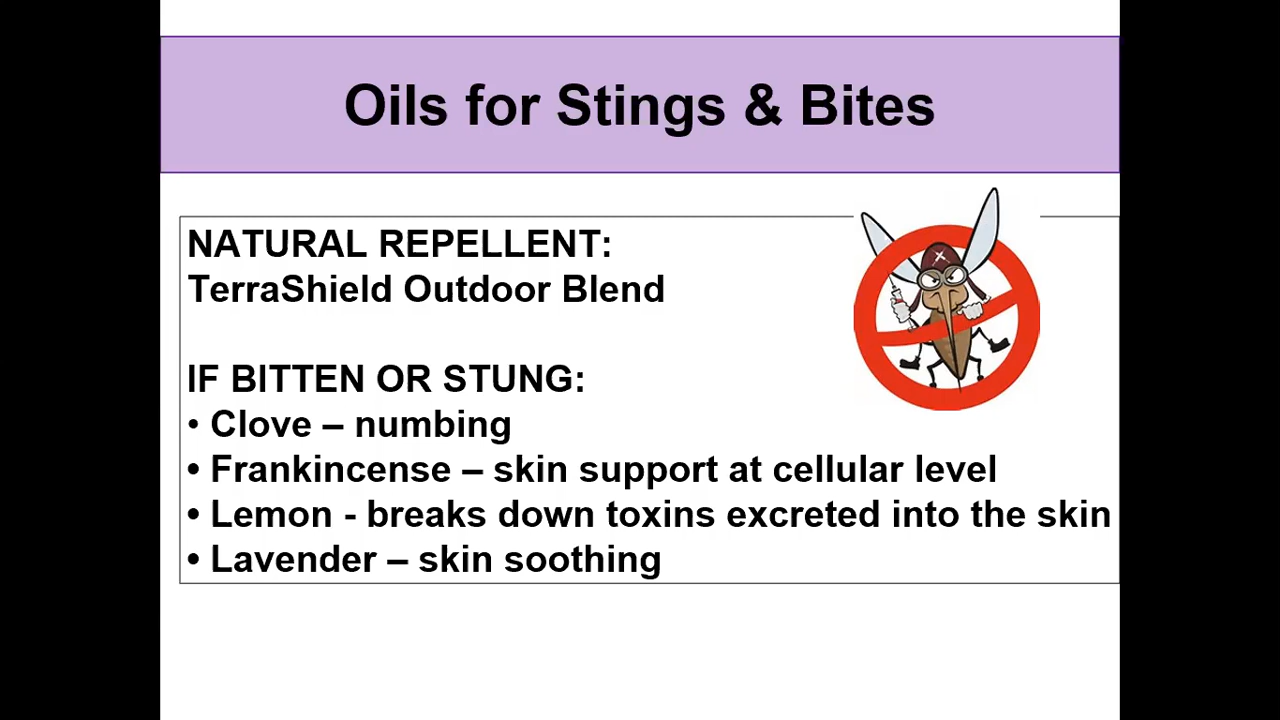 Oils for Stings & Bites
NATURAL REPELLENT:
TerraShield Outdoor Blend
IF BITTEN OR STUNG:
• Clove – numbing
• Frankincense – skin support at cellular level
• Lemon - breaks down toxins excreted into the skin
• Lavender – skin soothing